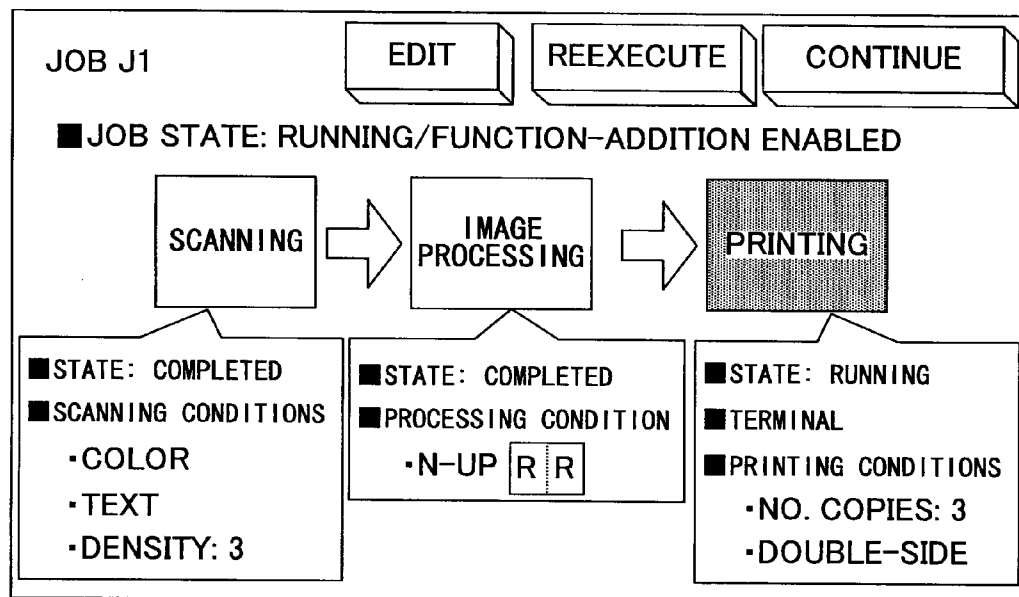 JOB J1
EDIT
REEXECUTE
CONTINUE
■JOB STATE: RUNNING/FUNCTION-ADDITION ENABLED
SCANNING
IMAGE
PROCESSING
PRINTING
■STATE: COMPLETED
■SCANNING CONDITIONS
・COLOR
・TEXT
・DENSITY: 3
■STATE: COMPLETED
■PROCESSING CONDITION
・N-UP R R
■STATE: RUNNING
■TERMINAL
■PRINTING CONDITIONS
・NO. COPIES: 3
・DOUBLE-SIDE